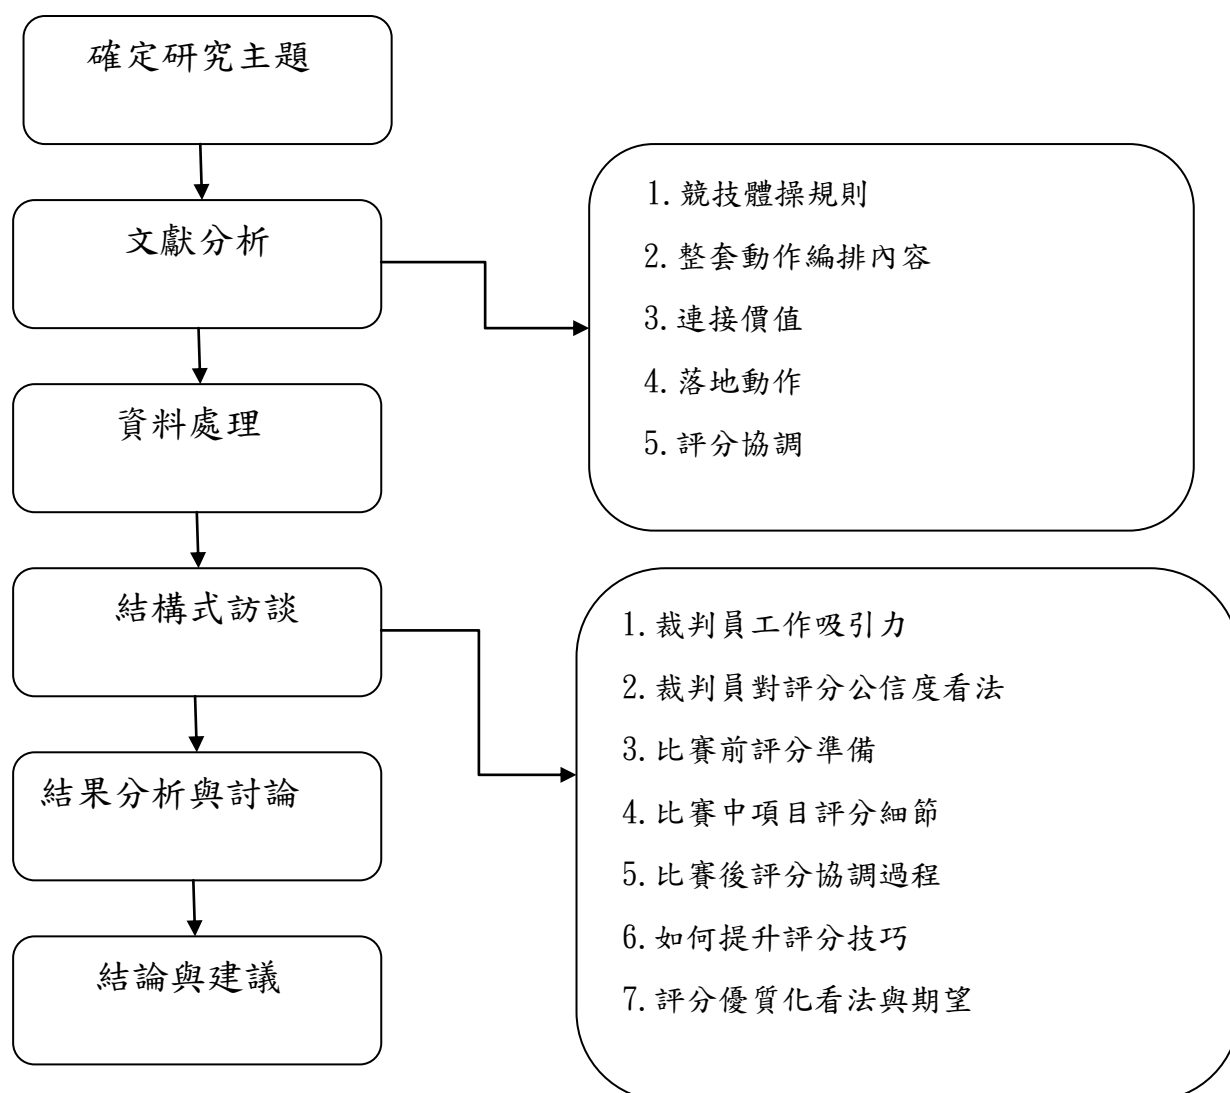 確定研究主題
文獻分析
1.競技體操規則
2.整套動作編排內容
3.連接價值
4.落地動作
5.評分協調
資料處理
結構式訪談
1.裁判員工作吸引力
2.裁判員對評分公信度看法
3.比賽前評分準備
4.比賽中項目評分細節
5.比賽後評分協調過程
6.如何提升評分技巧
7.評分優質化看法與期望
結果分析與討論
結論與建議